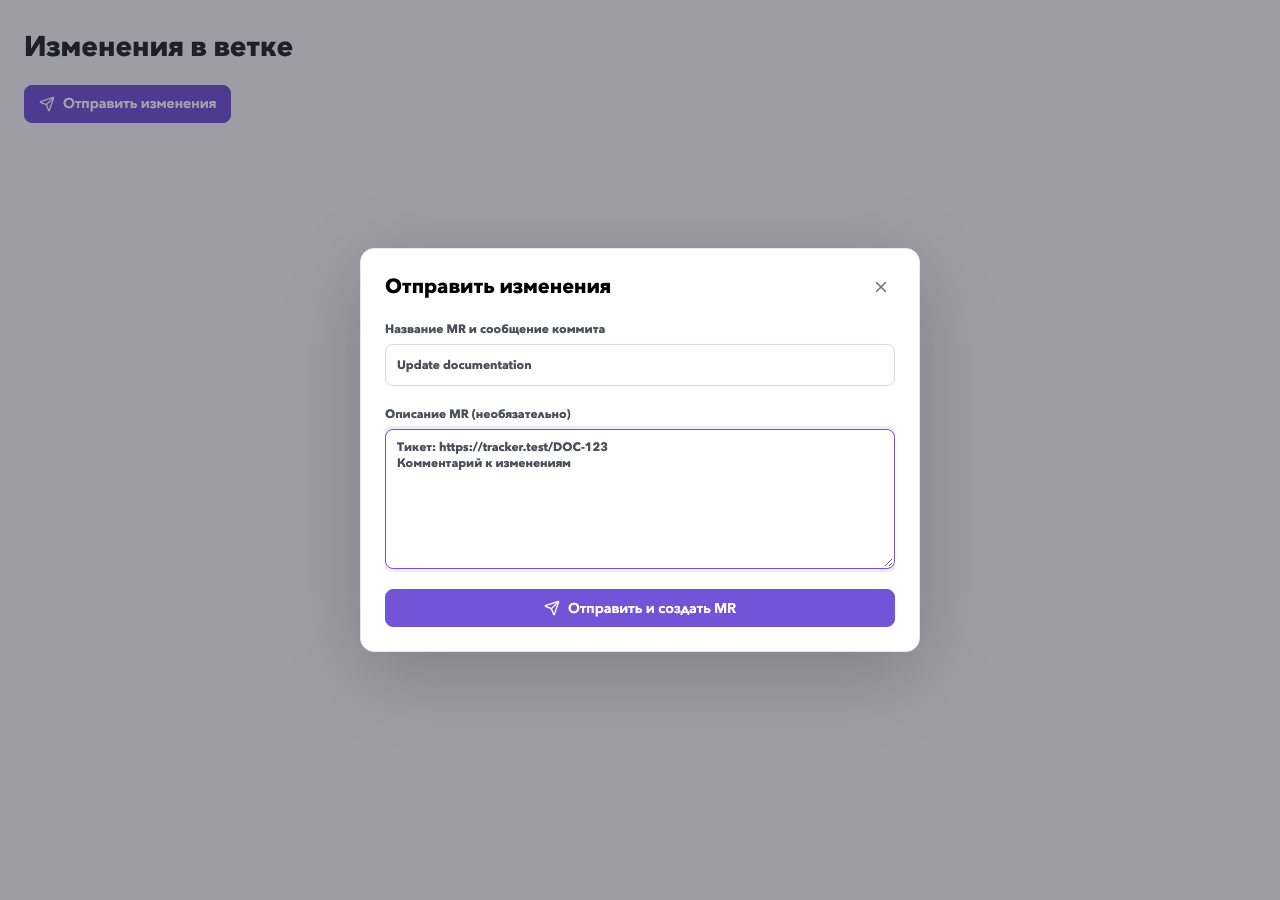 Изменения в ветке
Отправить изменения
Отправить изменения
Название MR и сообщение коммита
Update documentation
Описание MR (необязательно)
Тикет: https://tracker.test/DOC-123
Комментарий к изменениям
Отправить и создать MR